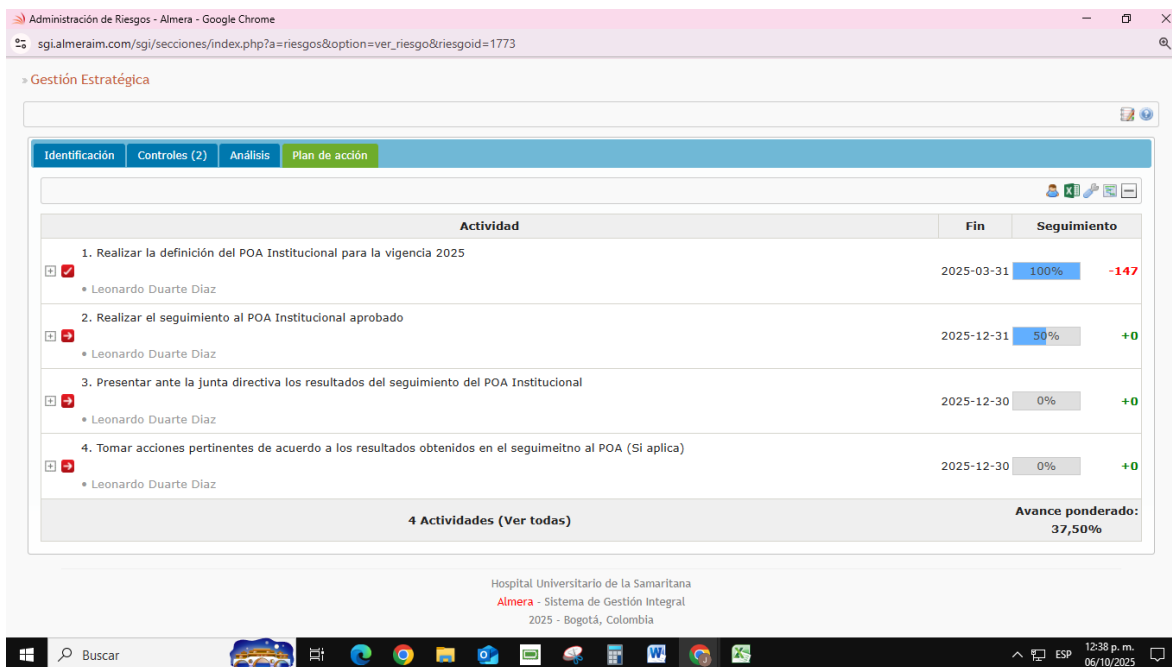 Administración de Riesgos - Almera - Google Chrome
sgi.almeraim.com/sgi/secciones/index.php?a=riesgos&option=ver_riesgo&riesgoid=1773
» Gestión Estratégica
Identificación Controles (2) Análisis Plan de acción
Actividad Fin Seguimiento
1. Realizar la definición del POA Institucional para la vigencia 2025
2025-03-31 100% -147
• Leonardo Duarte Diaz
2. Realizar el seguimiento al POA Institucional aprobado
2025-12-31 50% +0
• Leonardo Duarte Diaz
3. Presentar ante la junta directiva los resultados del seguimiento del POA Institucional
2025-12-30 0% +0
• Leonardo Duarte Diaz
4. Tomar acciones pertinentes de acuerdo a los resultados obtenidos en el seguimeitno al POA (Si aplica)
2025-12-30 0% +0
• Leonardo Duarte Diaz
4 Actividades (Ver todas) Avance ponderado:
37,50%
Hospital Universitario de la Samaritana
Almera - Sistema de Gestión Integral
2025 - Bogotá, Colombia
Buscar ESP 12:38 p. m.
06/10/2025